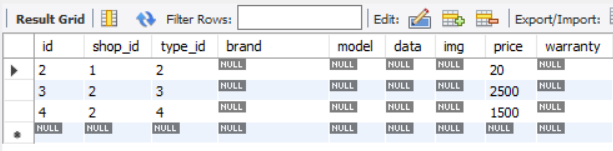 Result Grid Filter Rows: Edit: Export/Import:
id shop_id type_id brand model data img price warranty
2 1 2 NULL NULL NULL NULL 20 NULL
3 2 3 NULL NULL NULL NULL 2500 NULL
4 2 4 NULL NULL NULL NULL 1500 NULL
NULL NULL NULL NULL NULL NULL NULL NULL NULL